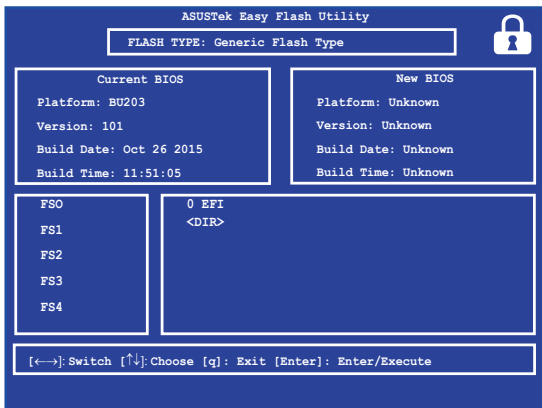 ASUSTek Easy Flash Utility
FLASH TYPE: Generic Flash Type
Current BIOS
Platform: BU203
Version: 101
Build Date: Oct 26 2015
Build Time: 11:51:05
New BIOS
Platform: Unknown
Version: Unknown
Build Date: Unknown
Build Time: Unknown
FSO
FS1
FS2
FS3
FS4
0 EFI
<DIR>
[←→]: Switch [↑↓]: Choose [q]: Exit [Enter]: Enter/Execute